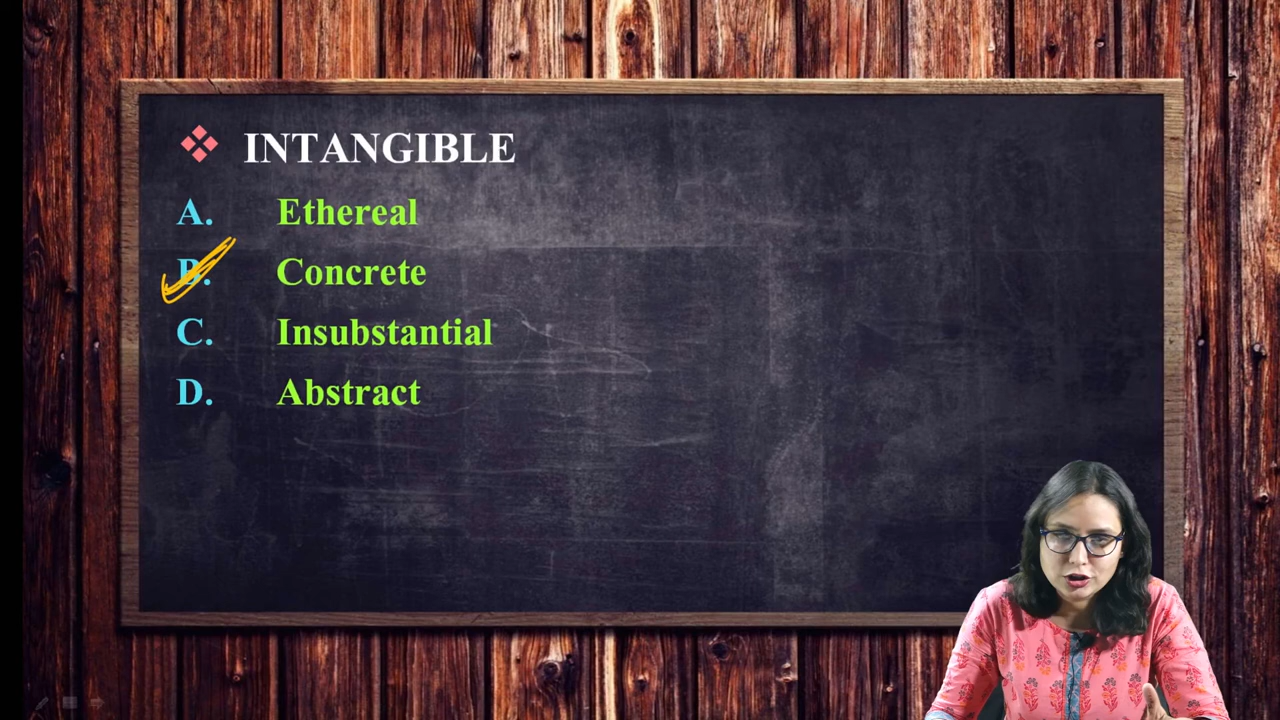 INTANGIBLE
A. Ethereal
B. Concrete
C. Insubstantial
D. Abstract